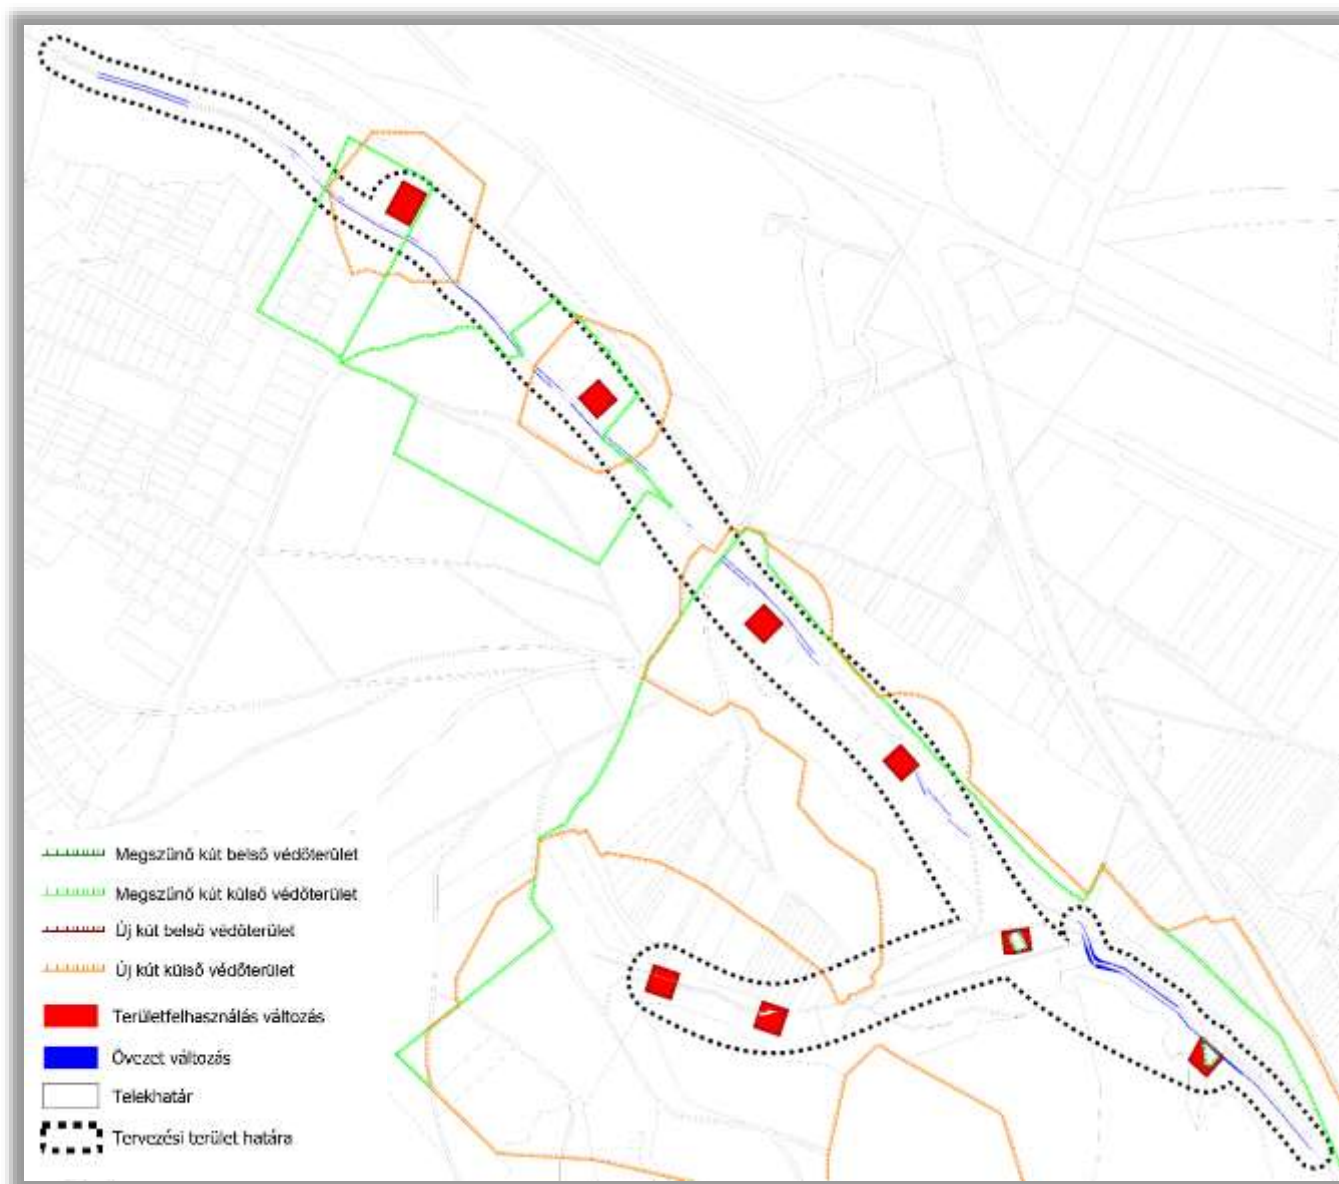 Megszűnő kút belső védőterület
Megszűnő kút külső védőterület
Új kút belső védőterület
Új kút külső védőterület
Területfelhasználás változás
Övezet változás
Telekhatár
Tervezési terület határa